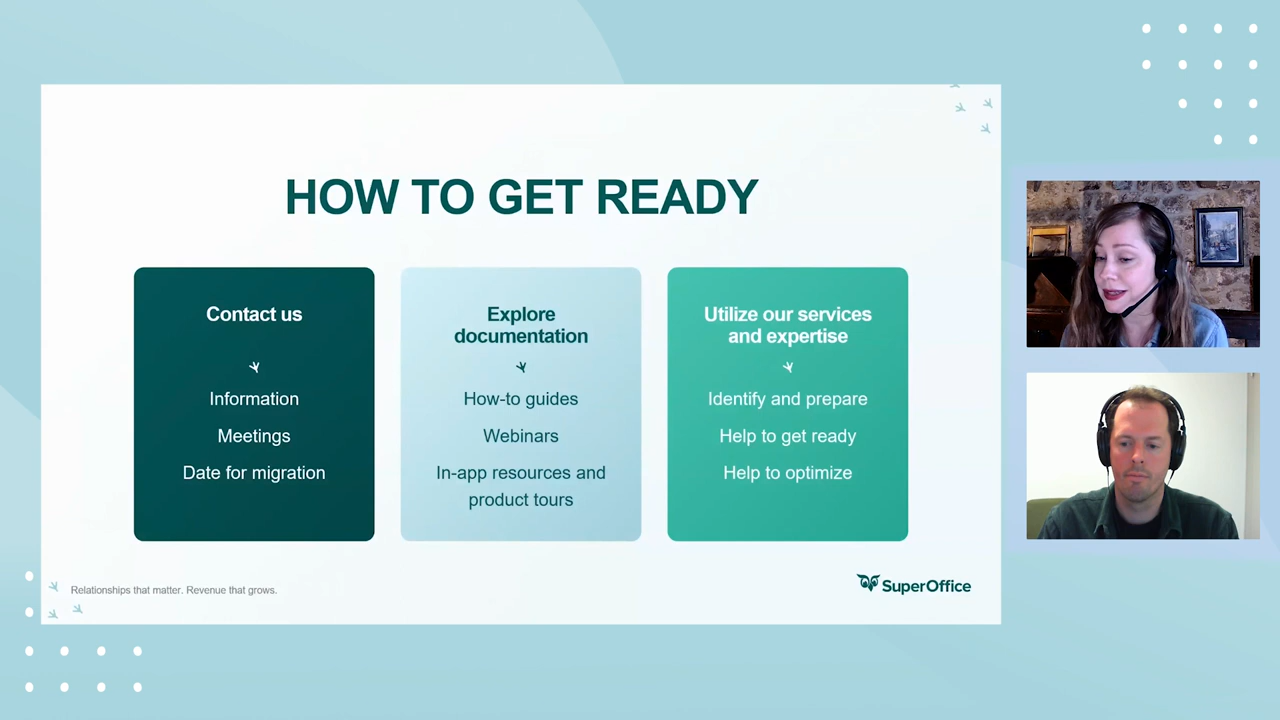 HOW TO GET READY
Contact us
Information
Meetings
Date for migration
Explore
documentation
How-to guides
Webinars
In-app resources and
product tours
Utilize our services
and expertise
Identify and prepare
Help to get ready
Help to optimize
Relationships that matter. Revenue that grows.
SuperOffice